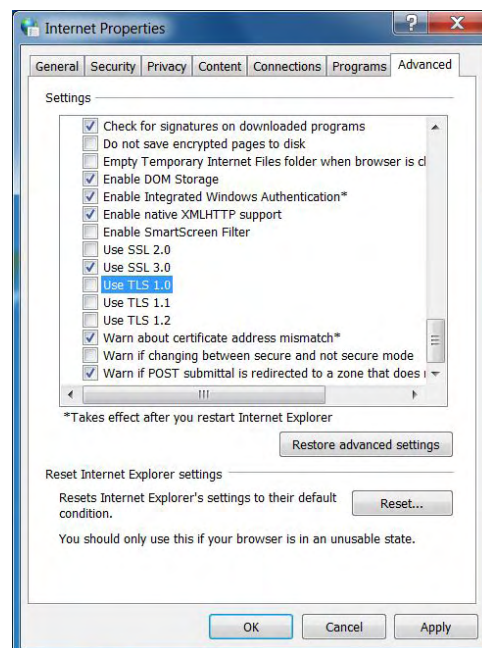 Internet Properties
General Security Privacy Content Connections Programs Advanced
Settings
Check for signatures on downloaded programs
Do not save encrypted pages to disk
Empty Temporary Internet Files folder when browser is cl
Enable DOM Storage
Enable Integrated Windows Authentication*
Enable native XMLHTTP support
Enable SmartScreen Filter
Use SSL 2.0
Use SSL 3.0
Use TLS 1.0
Use TLS 1.1
Use TLS 1.2
Warn about certificate address mismatch*
Warn if changing between secure and not secure mode
Warn if POST submittal is redirected to a zone that does
*Takes effect after you restart Internet Explorer
Restore advanced settings
Reset Internet Explorer settings
Resets Internet Explorer's settings to their default
condition.
Reset...
You should only use this if your browser is in an unusable state.
OK Cancel Apply